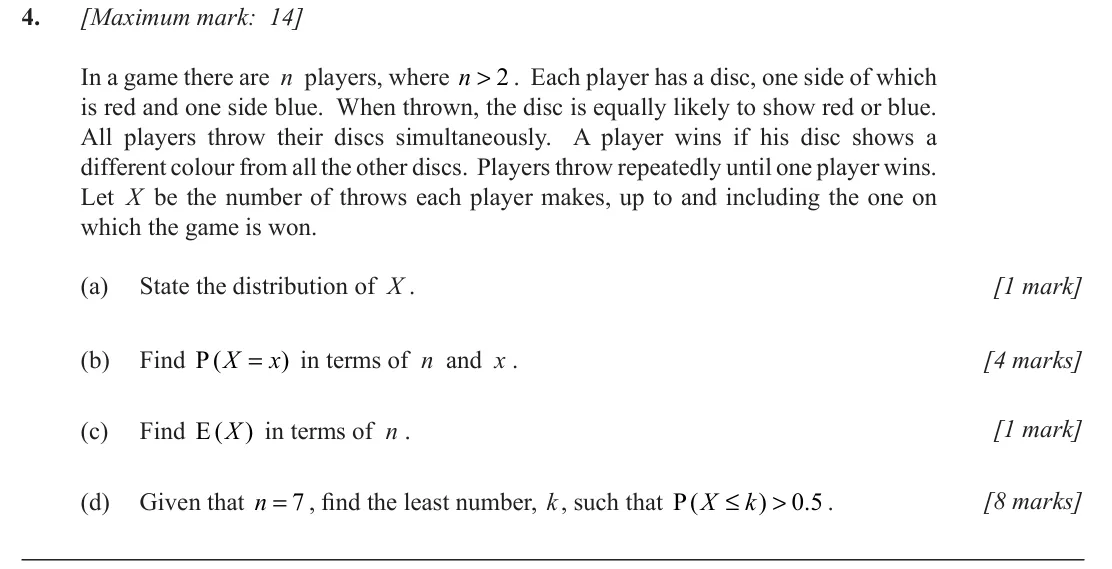 4. [Maximum mark: 14]
In a game there are n players, where n > 2. Each player has a disc, one side of which
is red and one side blue. When thrown, the disc is equally likely to show red or blue.
All players throw their discs simultaneously. A player wins if his disc shows a
different colour from all the other discs. Players throw repeatedly until one player wins.
Let X be the number of throws each player makes, up to and including the one on
which the game is won.
(a) State the distribution of X. [1 mark]
(b) Find P(X = x) in terms of n and x. [4 marks]
(c) Find E(X) in terms of n. [1 mark]
(d) Given that n = 7, find the least number, k, such that P(X ≤ k) > 0.5. [8 marks]